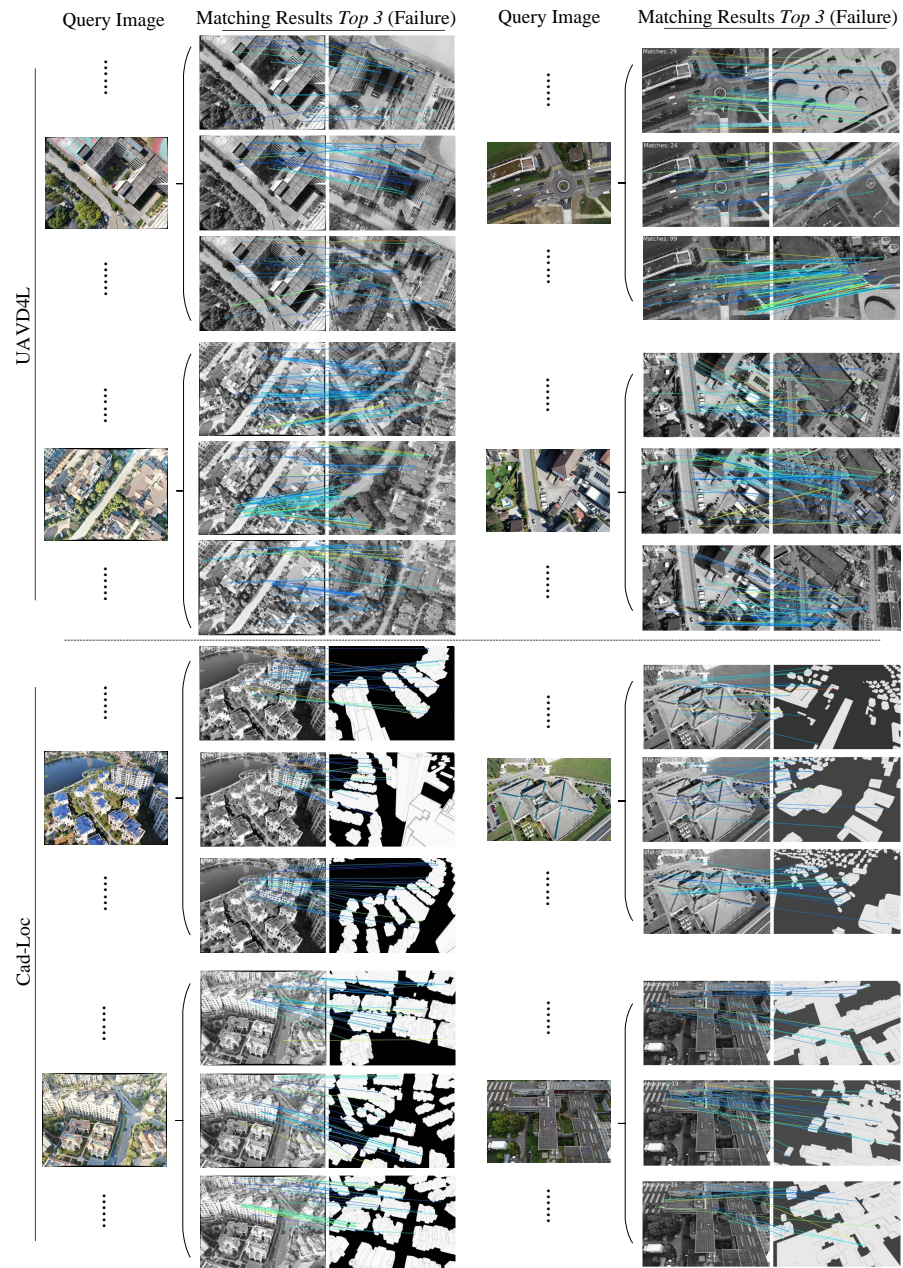 Query Image
Matching Results Top 3 (Failure)
Query Image
Matching Results Top 3 (Failure)
UAVD4L
Matches: 29
Matches: 24
Matches: 99
Cad-Loc